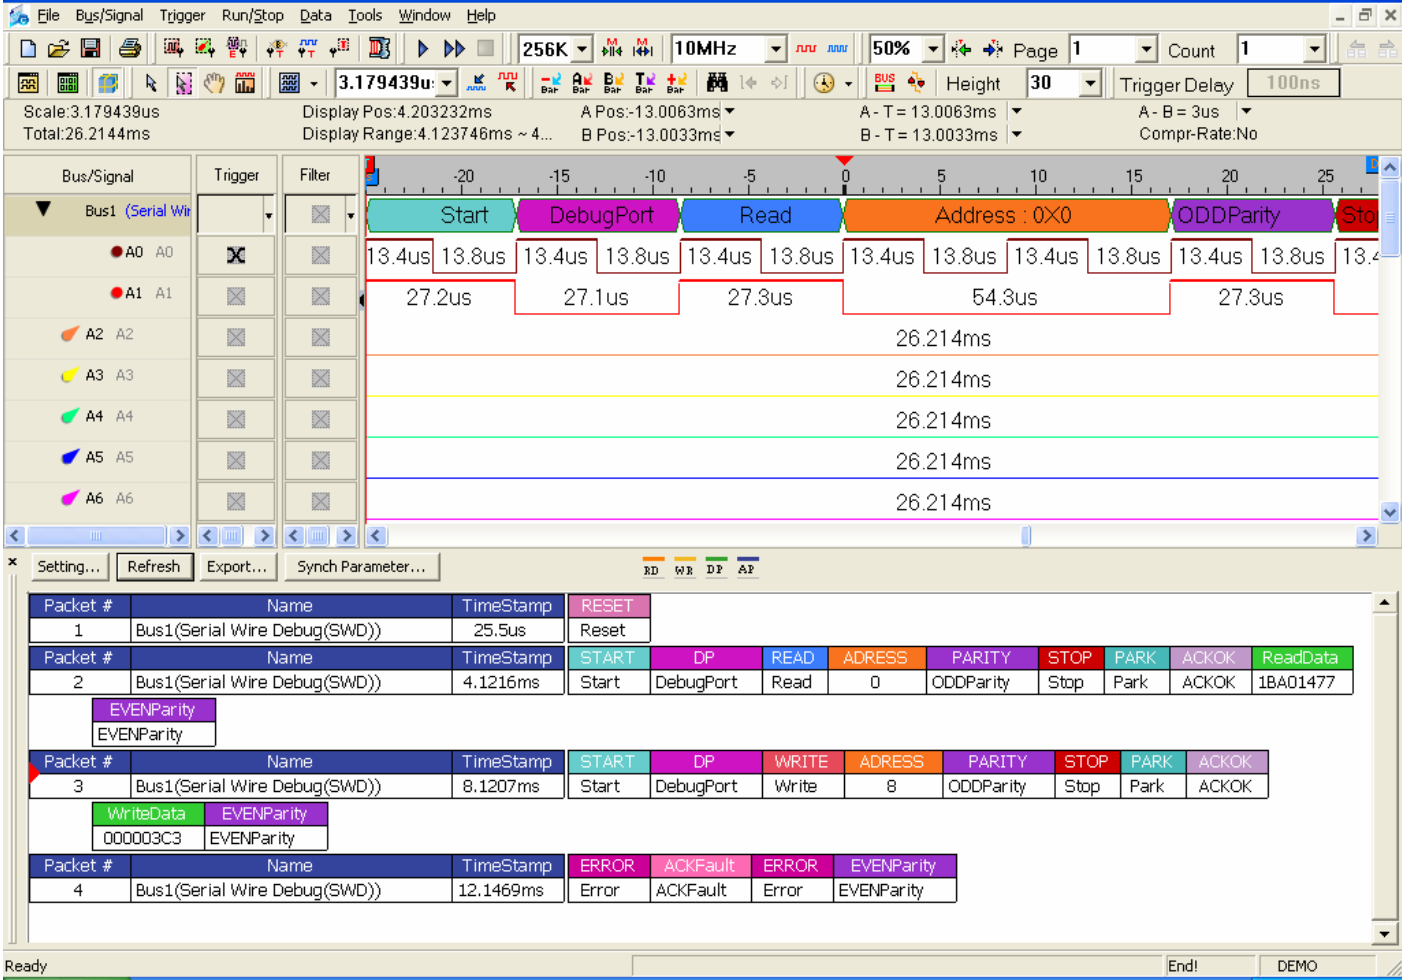 File Bus/Signal Trigger Run/Stop Data Tools Window Help
256K 10MHz 50% Page 1 Count 1
3.179439u: Bar Bar Bar Bar Bar BUS Height 30 Trigger Delay 100ns
Scale:3.179439us Display Pos:4.203232ms A Pos:-13.0063ms A - T = 13.0063ms A - B = 3us
Total:26.2144ms Display Range:4.123746ms ~ 4... B Pos:-13.0033ms B - T = 13.0033ms Compr-Rate:No
Bus/Signal Trigger Filter -20 -15 -10 -5 0 5 10 15 20 25
Bus1 (Serial Wir Start DebugPort Read Address : 0X0 ODDParity Sto
A0 A0 13.4us 13.8us 13.4us 13.8us 13.4us 13.8us 13.4us 13.8us 13.4us 13.8us 13.4us 13.8us 13.4
A1 A1 27.2us 27.1us 27.3us 54.3us 27.3us
A2 A2 26.214ms
A3 A3 26.214ms
A4 A4 26.214ms
A5 A5 26.214ms
A6 A6 26.214ms
Setting... Refresh Export... Synch Parameter... RD WR DP AP
Packet # Name TimeStamp RESET
1 Bus1(Serial Wire Debug(SWD)) 25.5us Reset
Packet # Name TimeStamp START DP READ ADRESS PARITY STOP PARK ACKOK ReadData
2 Bus1(Serial Wire Debug(SWD)) 4.1216ms Start DebugPort Read 0 ODDParity Stop Park ACKOK 1BA01477
EVENParity
EVENParity
Packet # Name TimeStamp START DP WRITE ADRESS PARITY STOP PARK ACKOK
3 Bus1(Serial Wire Debug(SWD)) 8.1207ms Start DebugPort Write 8 ODDParity Stop Park ACKOK
WriteData EVENParity
000003C3 EVENParity
Packet # Name TimeStamp ERROR ACKFault ERROR EVENParity
4 Bus1(Serial Wire Debug(SWD)) 12.1469ms Error ACKFault Error EVENParity
Ready End! DEMO